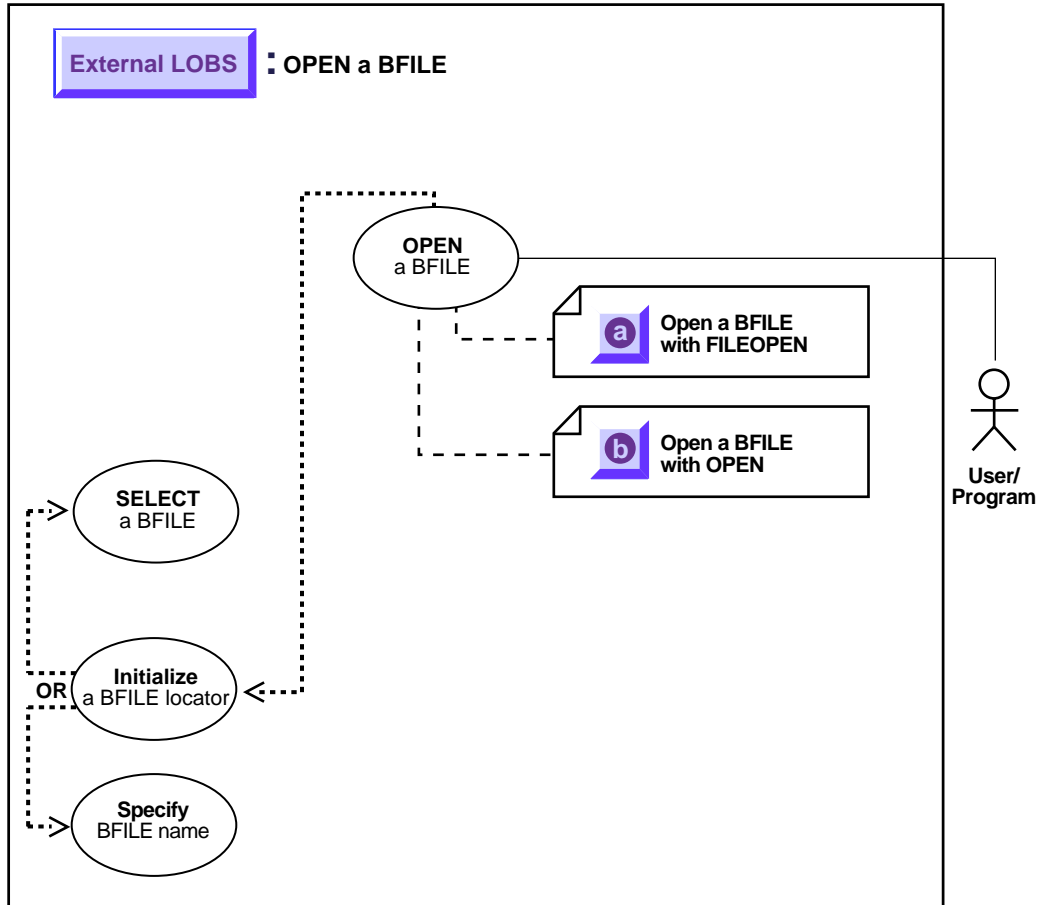 External LOBS : OPEN a BFILE
OPEN
a BFILE
a Open a BFILE
with FILEOPEN
b Open a BFILE
with OPEN
User/
Program
SELECT
a BFILE
Initialize
OR a BFILE locator
Specify
BFILE name